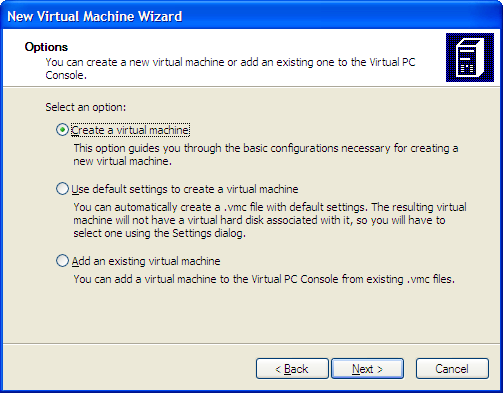 New Virtual Machine Wizard
Options
You can create a new virtual machine or add an existing one to the Virtual PC
Console.
Select an option:
Create a virtual machine
This option guides you through the basic configurations necessary for creating a
new virtual machine.
Use default settings to create a virtual machine
You can automatically create a .vmc file with default settings. The resulting virtual
machine will not have a virtual hard disk associated with it, so you will have to
select one using the Settings dialog.
Add an existing virtual machine
You can add a virtual machine to the Virtual PC Console from existing .vmc files.
< Back Next > Cancel